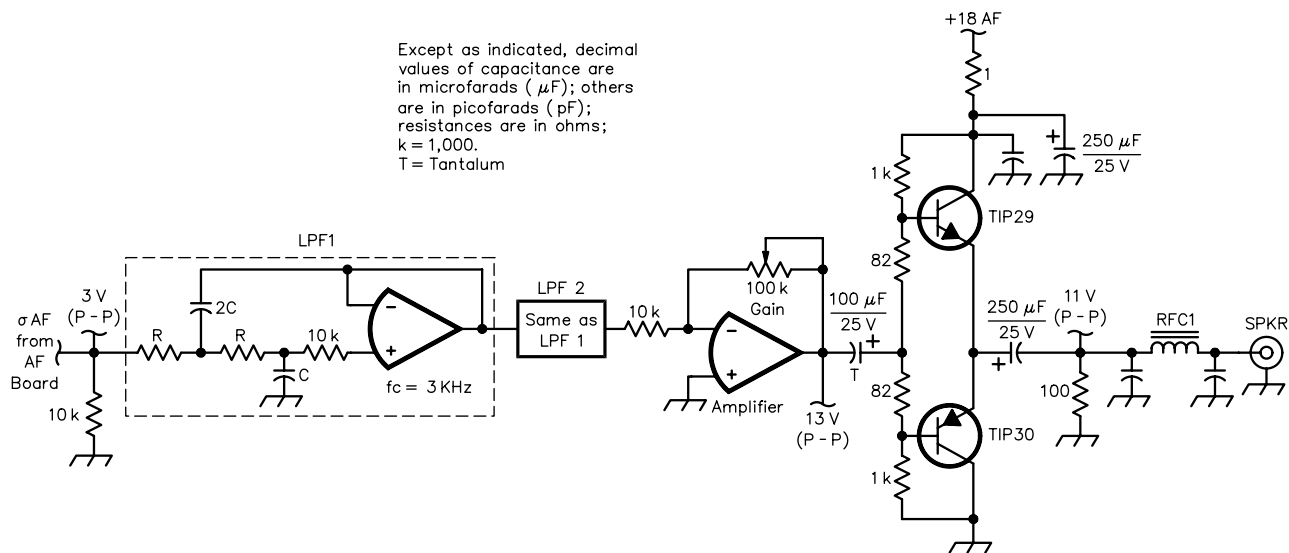 +18 AF
1
Except as indicated, decimal
values of capacitance are
in microfarads ( μF); others
are in picofarads ( pF);
resistances are in ohms;
k = 1,000.
T = Tantalum
+
250 μF
25 V
1 k
TIP29
LPF1
82
3 V
(P - P)
2C
−
100 k
Gain
LPF 2
σ AF
from
AF
Board
R
R
10 k
+
C
fc = 3 KHz
10 k
Same as
LPF 1
10 k
−
+
Amplifier
100 μF
25 V
+
T
13 V
(P - P)
250 μF
25 V
+
11 V
(P - P)
RFC1
SPKR
82
100
TIP30
1 k